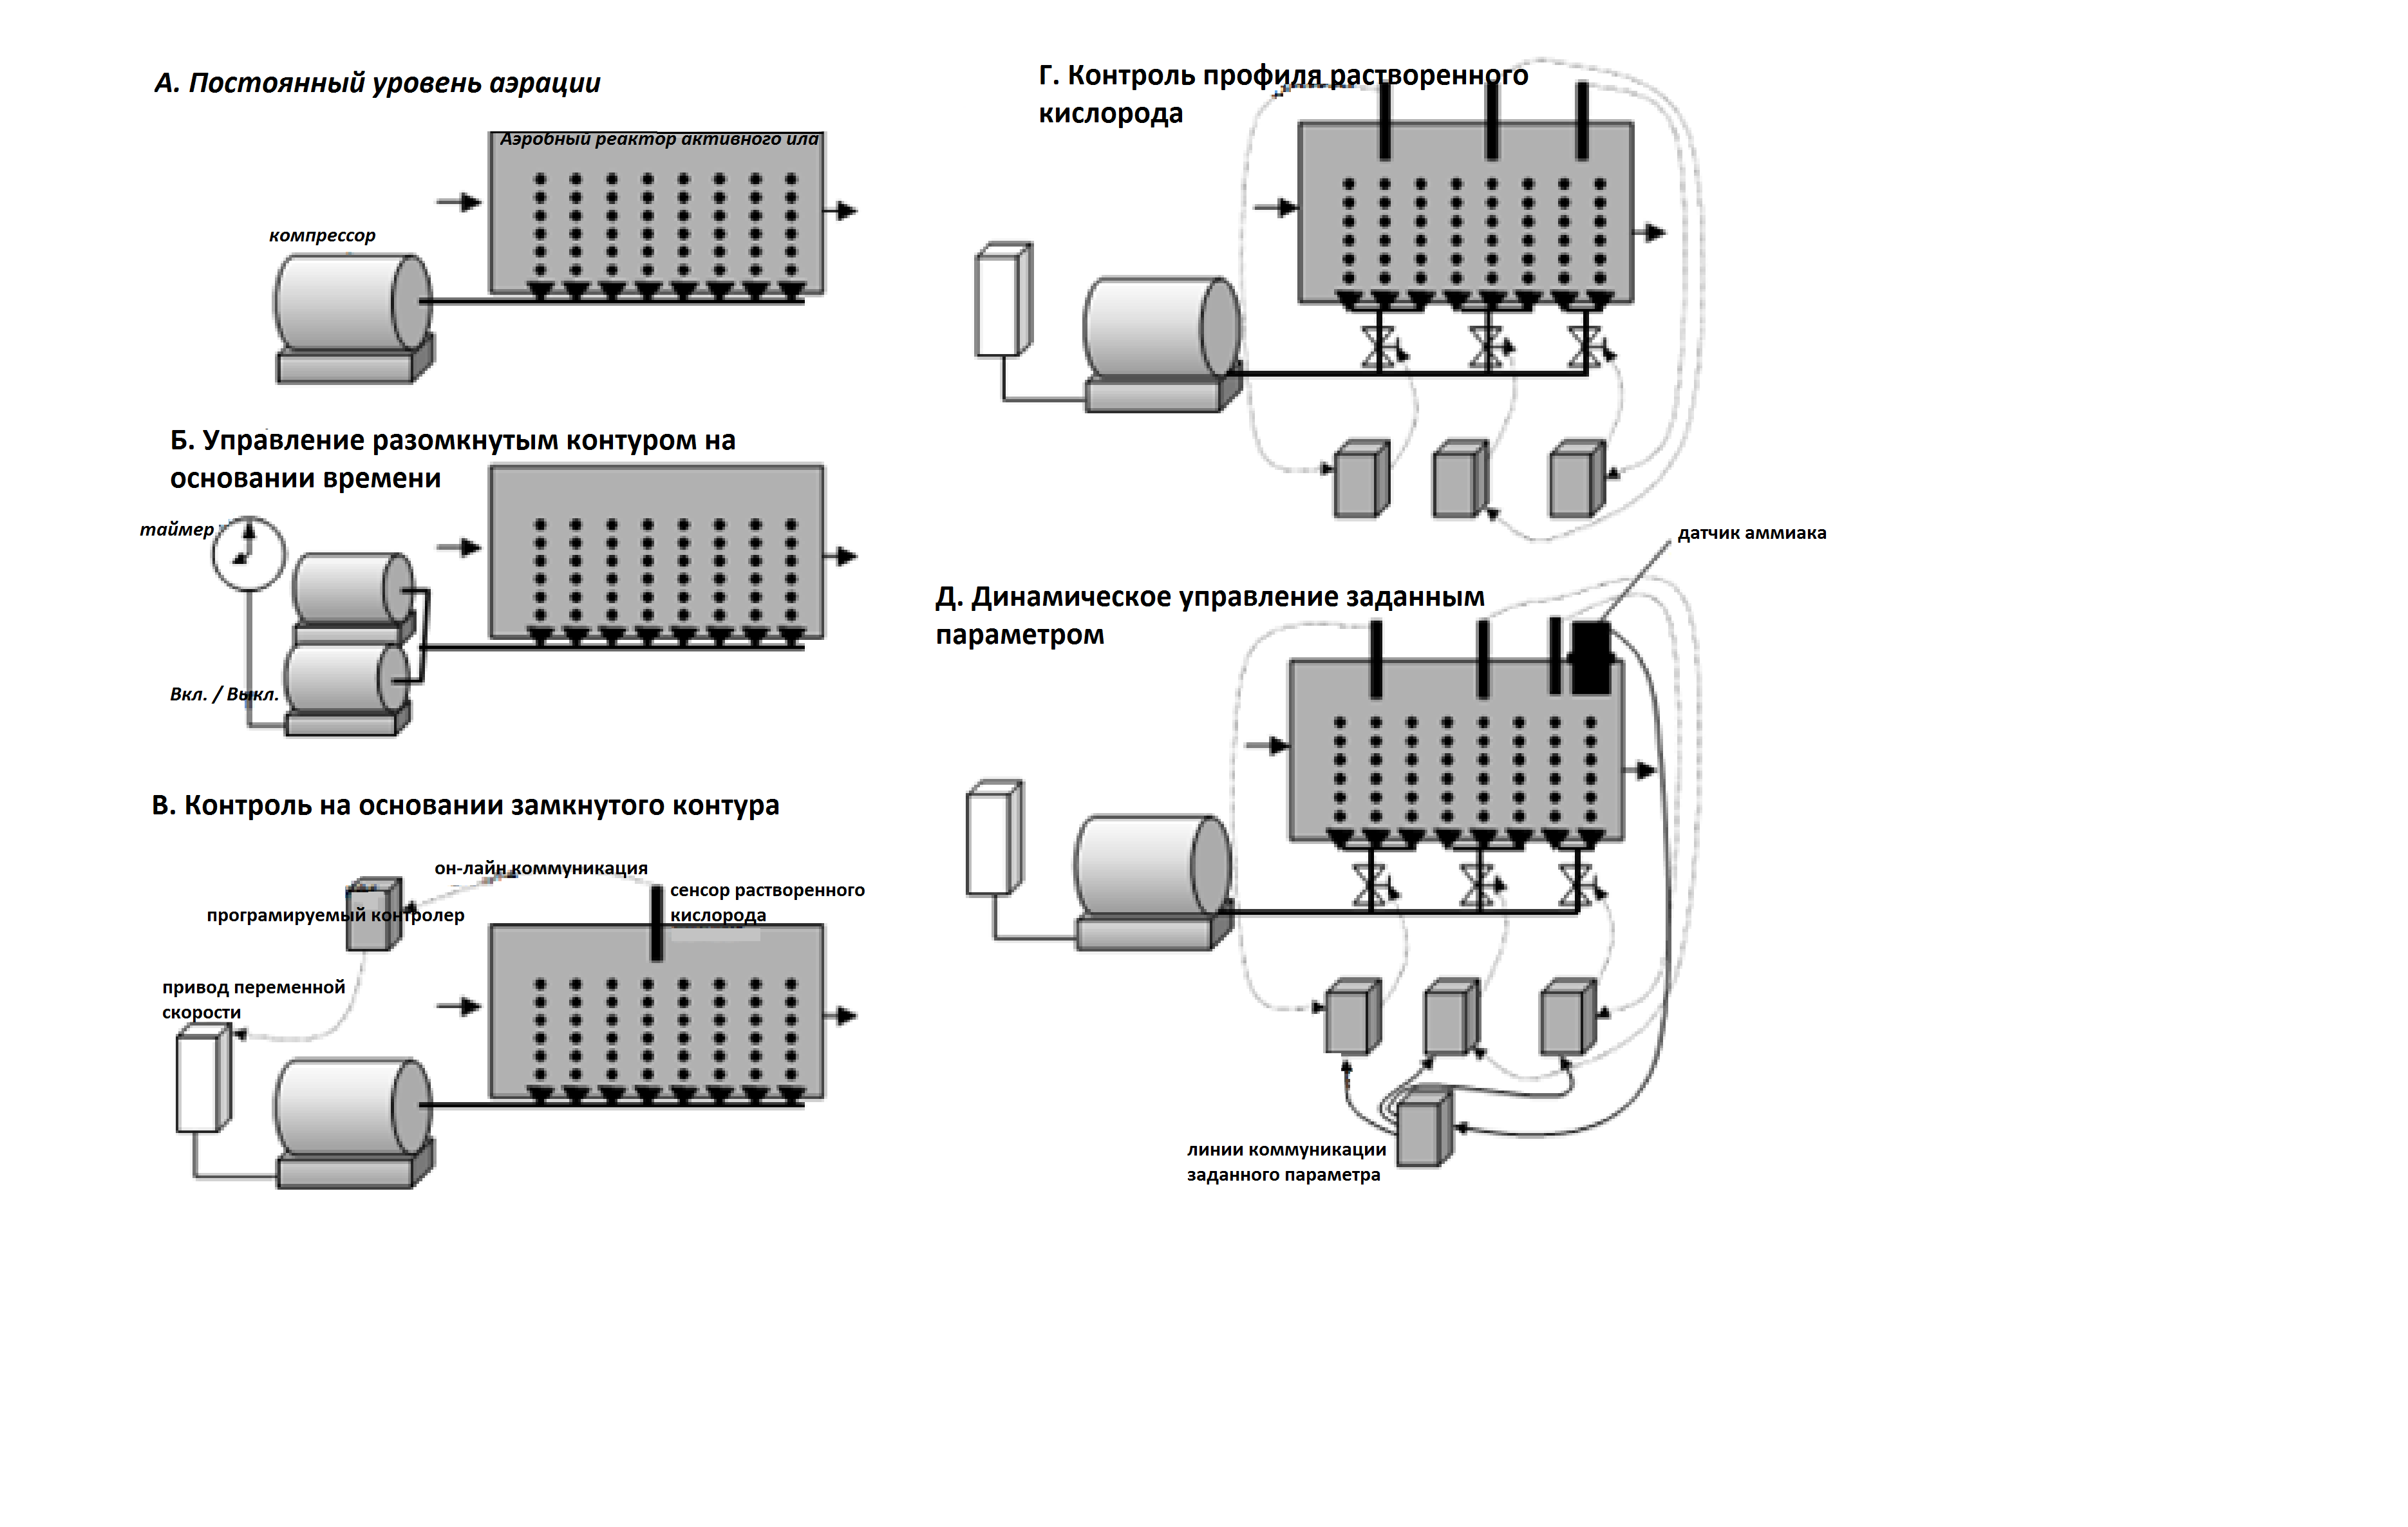 А. Постоянный уровень аэрации
Аэробный реактор активного ила
компрессор
Б. Управление разомкнутым контуром на
основании времени
таймер
Вкл. / Выкл.
В. Контроль на основании замкнутого контура
он-лайн коммуникация
сенсор растворенного
кислорода
програмируемый контролер
привод переменной
скорости
Г. Контроль профиля растворенного
кислорода
датчик аммиака
Д. Динамическое управление заданным
параметром
линии коммуникации
заданного параметра